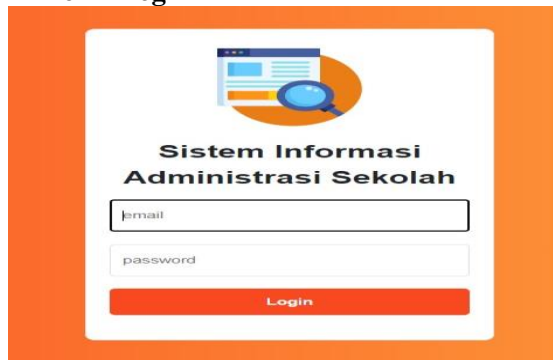 Sistem Informasi
Administrasi Sekolah
email
password
Login